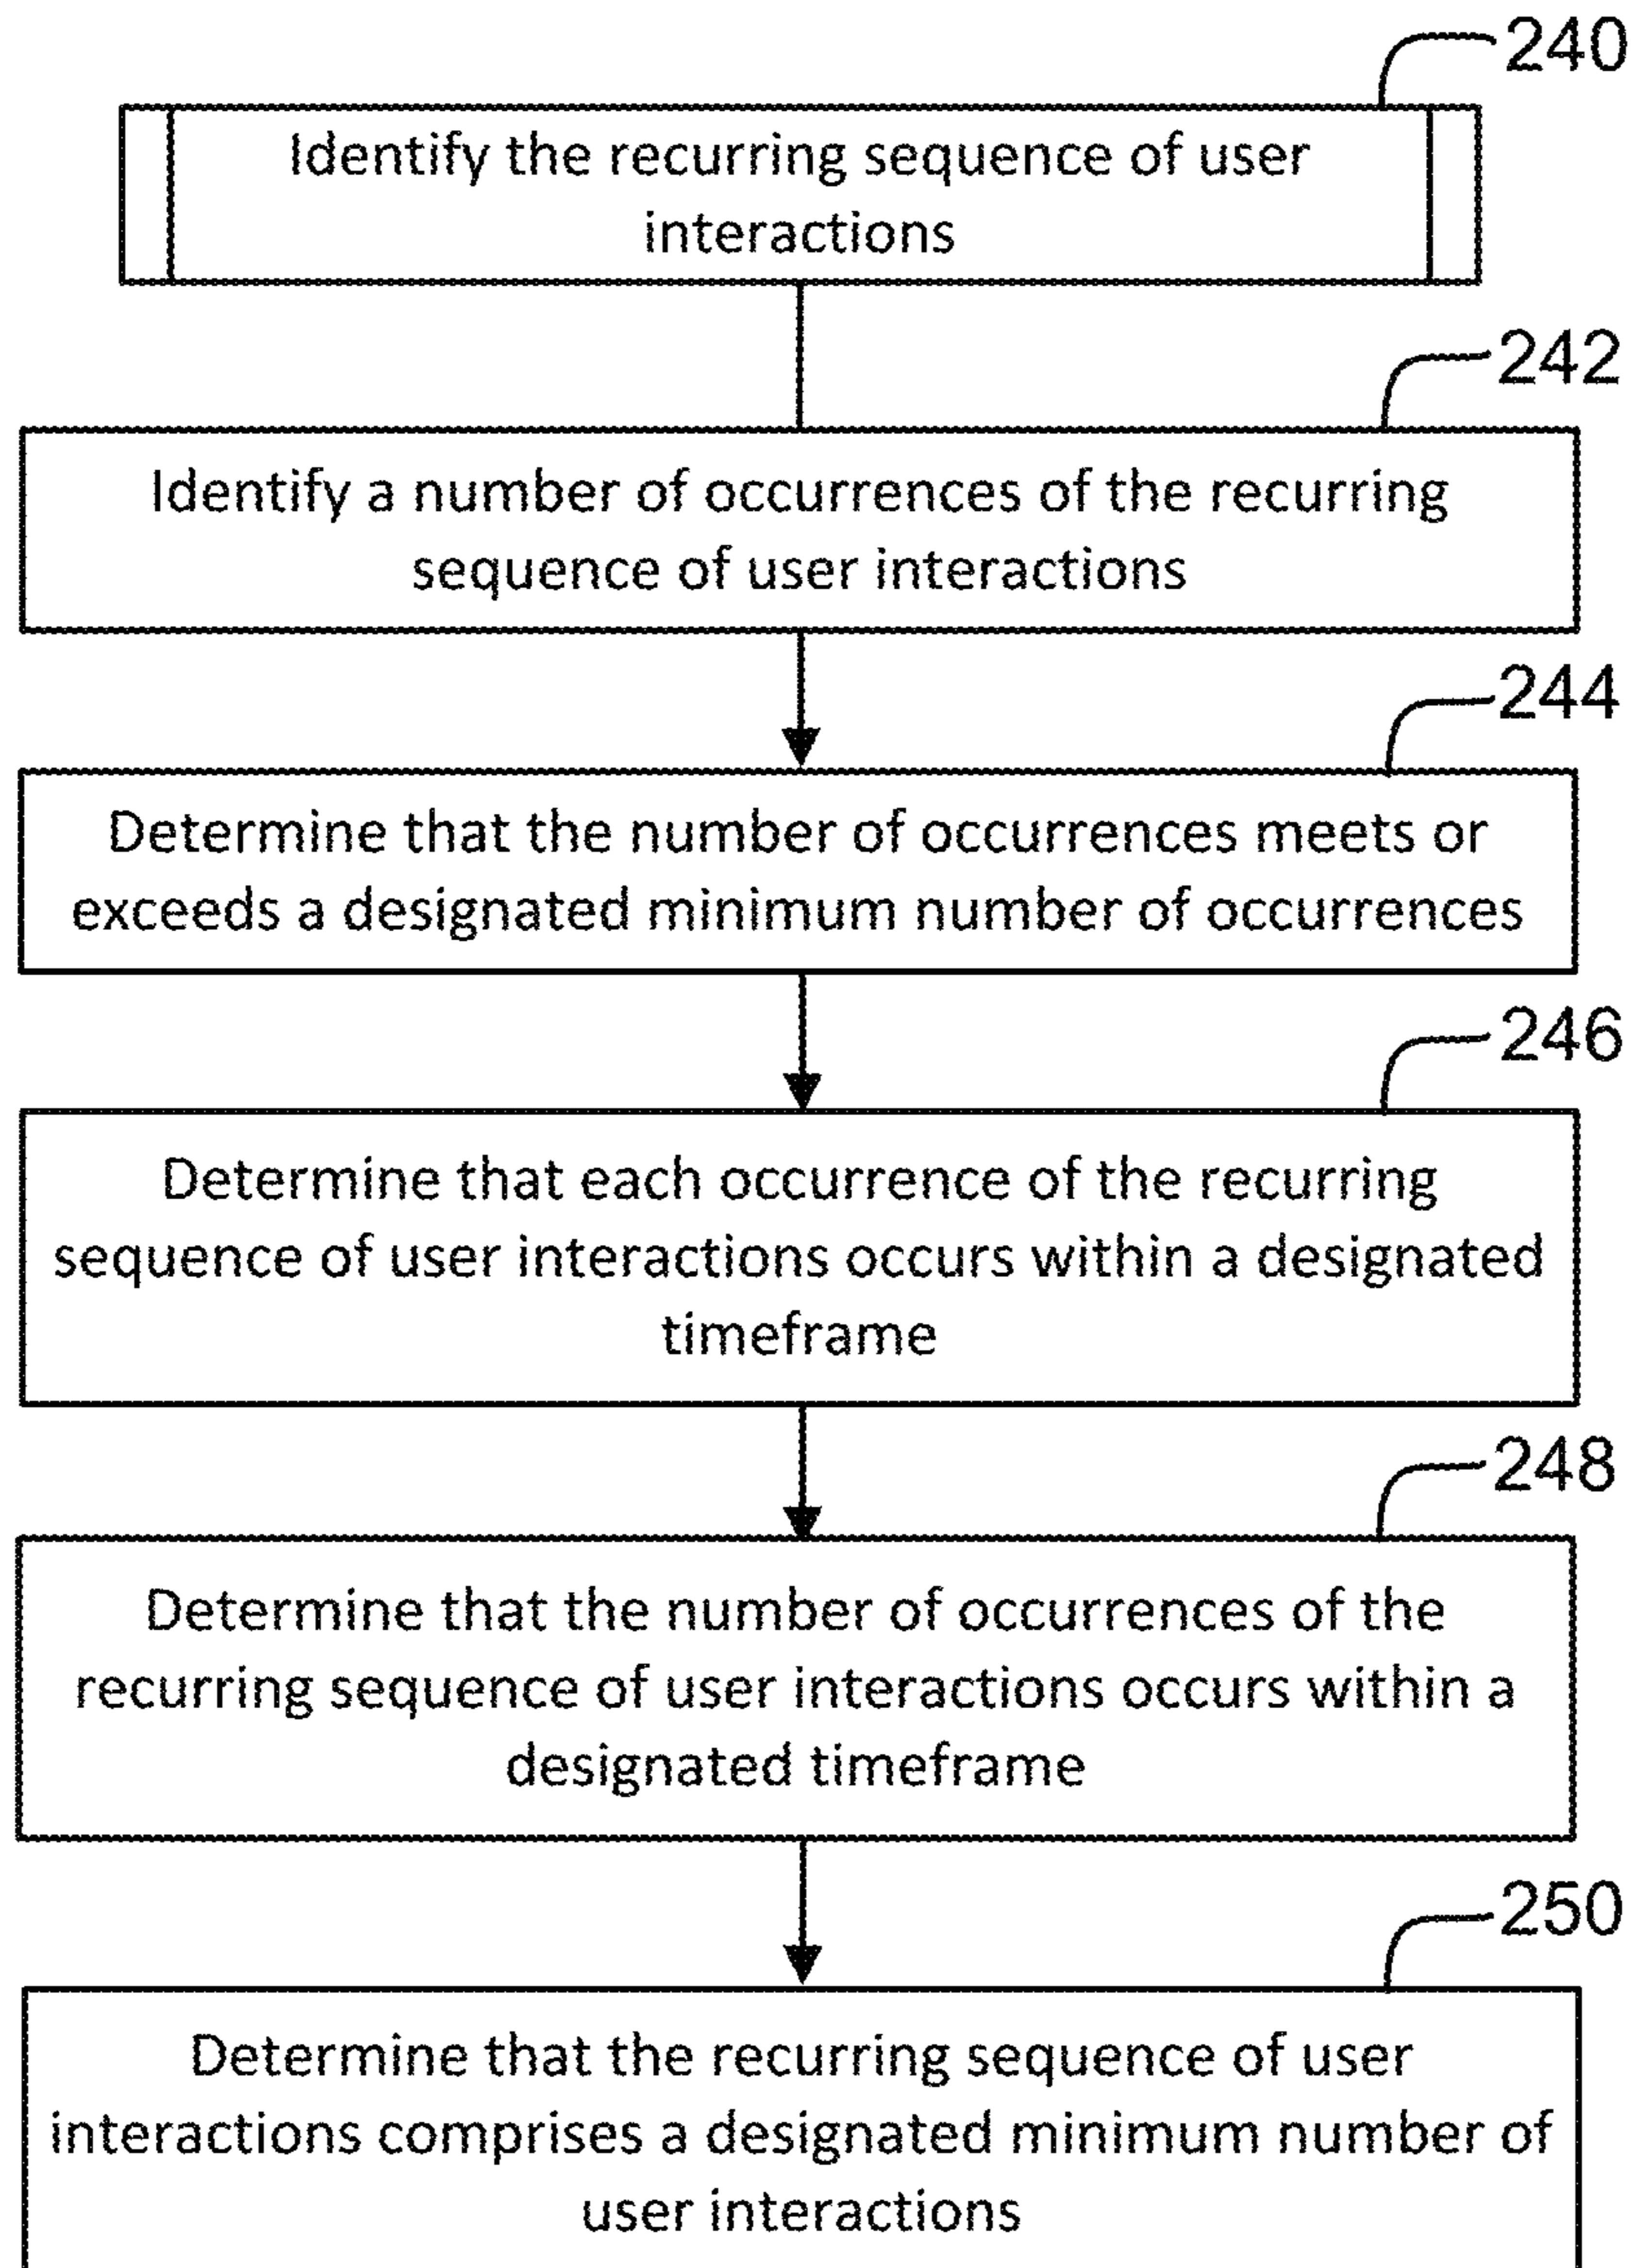 240
Identify the recurring sequence of user
interactions
242
Identify a number of occurrences of the recurring
sequence of user interactions
244
Determine that the number of occurrences meets or
exceeds a designated minimum number of occurrences
246
Determine that each occurrence of the recurring
sequence of user interactions occurs within a designated
timeframe
248
Determine that the number of occurrences of the
recurring sequence of user interactions occurs within a
designated timeframe
250
Determine that the recurring sequence of user
interactions comprises a designated minimum number of
user interactions